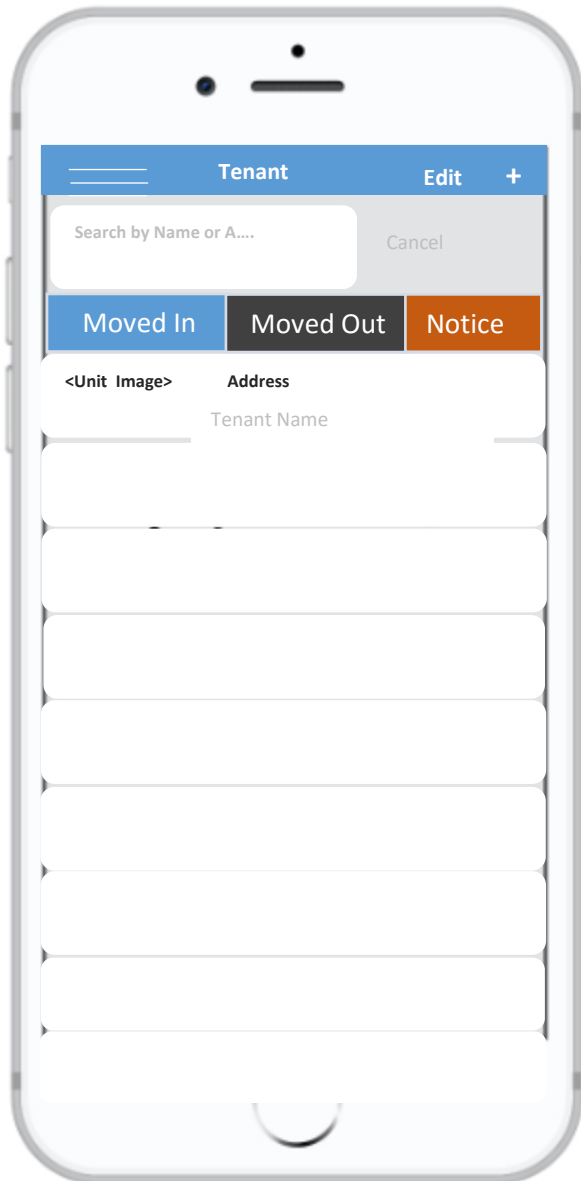 Tenant Edit +
Search by Name or A....
Cancel
Moved In Moved Out Notice
<Unit Image> Address
Tenant Name